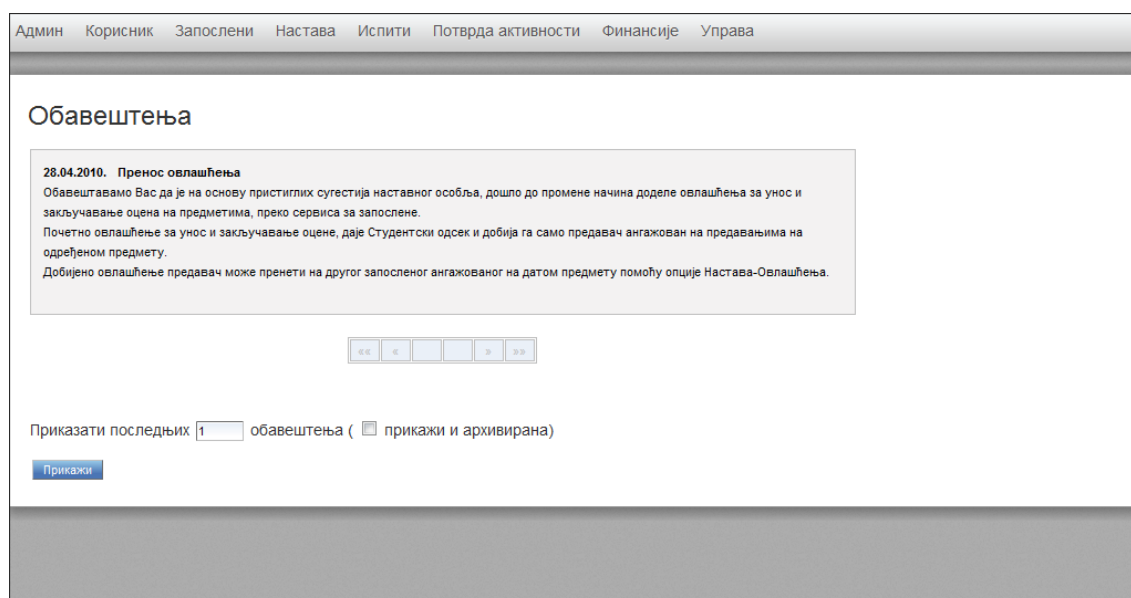 Админ Корисник Запослени Настава Испити Потврда активности Финансије Управа
Обавештења
28.04.2010. Пренос овлашћења
Обавештавамо Вас да је на основу пристиглих сугестија наставног особља, дошло до промене начина доделе овлашћења за унос и
закључавање оцена на предметима, преко сервиса за запослене.
Почетно овлашћење за унос и закључавање оцене, даје Студентски одсек и добија га само предавач ангажован на предавањима на
одређеном предмету.
Добијено овлашћење предавач може пренети на другог запосленог ангажованог на датом предмету помоћу опције Настава-Овлашћења.
«« « » »»
Приказати последњих 1 обавештења ( прикажи и архивирана)
Прикажи